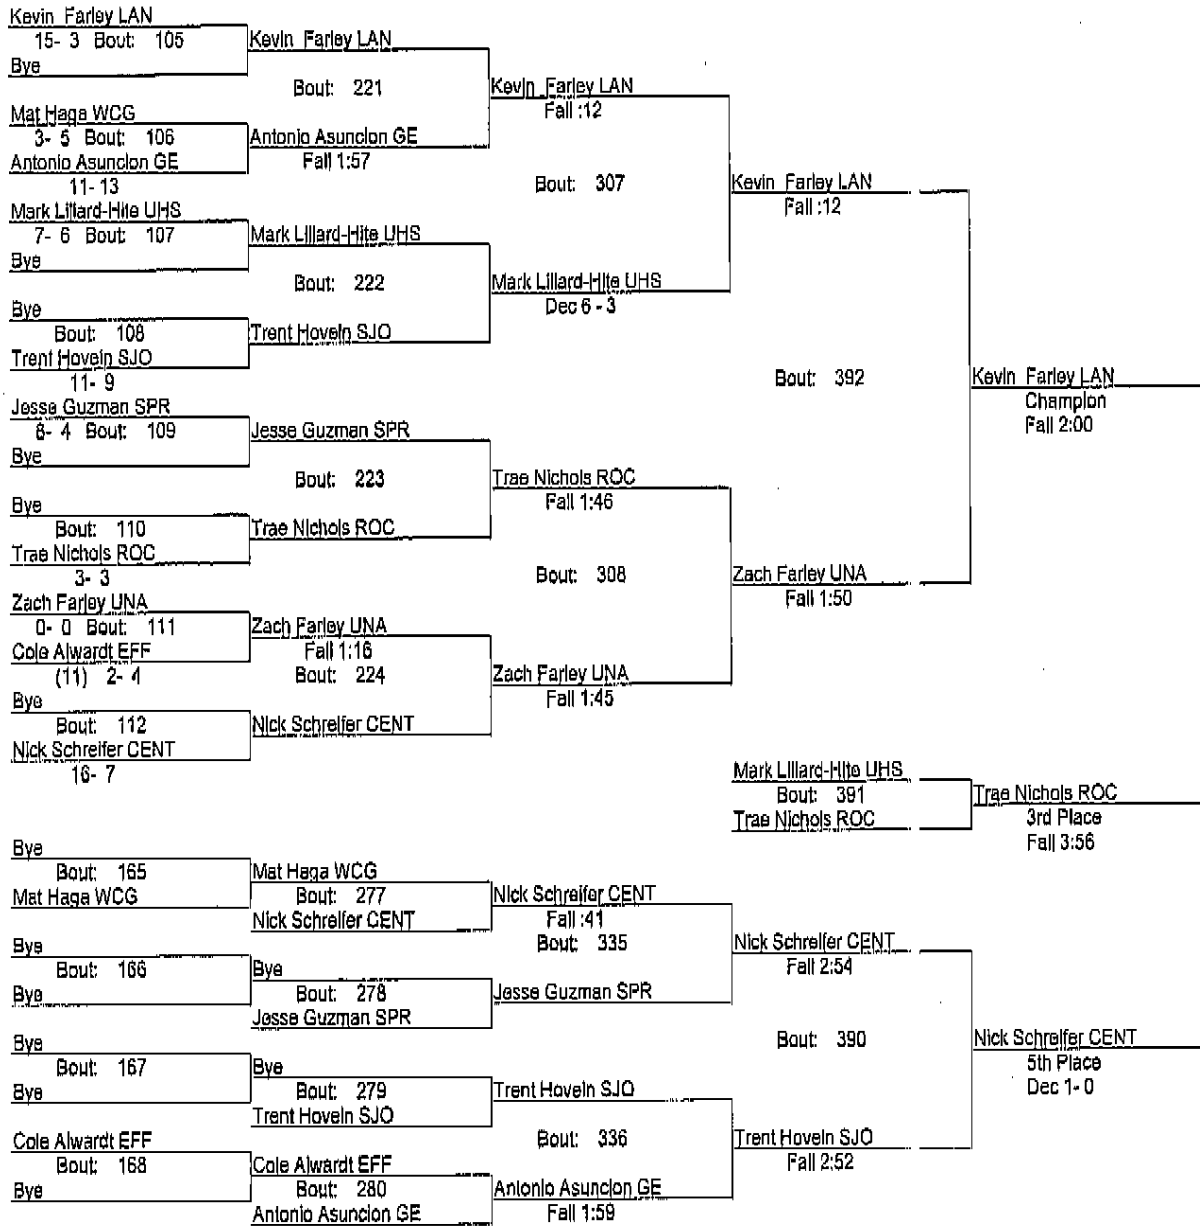 Kevin Farley LAN
15- 3 Bout: 105
Bye
Kevin Farley LAN
Bout: 221
Kevin Farley LAN
Fall :12
Mat Haga WCG
3- 5 Bout: 106
Antonio Asuncion GE
11- 13
Antonio Asuncion GE
Fall 1:57
Bout: 307
Kevin Farley LAN
Fall :12
Mark Lillard-Hite UHS
7- 6 Bout: 107
Bye
Mark Lillard-Hite UHS
Bout: 222
Mark Lillard-Hite UHS
Dec 6 - 3
Bye
Bout: 108
Trent Hovein SJO
11- 9
Trent Hovein SJO
Bout: 392
Kevin Farley LAN
Champion
Fall 2:00
Jesse Guzman SPR
6- 4 Bout: 109
Bye
Jesse Guzman SPR
Bout: 223
Trae Nichols ROC
Fall 1:46
Bye
Bout: 110
Trae Nichols ROC
3- 3
Trae Nichols ROC
Bout: 308
Zach Farley UNA
Fall 1:50
Zach Farley UNA
0- 0 Bout: 111
Cole Alwardt EFF
(11) 2- 4
Zach Farley UNA
Fall 1:16
Bout: 224
Zach Farley UNA
Fall 1:45
Bye
Bout: 112
Nick Schreifer CENT
16- 7
Nick Schreifer CENT
Mark Lillard-Hite UHS
Bout: 391
Trae Nichols ROC
Trae Nichols ROC
3rd Place
Fall 3:56
Bye
Bout: 165
Mat Haga WCG
Mat Haga WCG
Bout: 277
Nick Schreifer CENT
Nick Schreifer CENT
Fall :41
Bout: 335
Nick Schreifer CENT
Fall 2:54
Bye
Bout: 166
Bye
Bye
Bout: 278
Jesse Guzman SPR
Jesse Guzman SPR
Bout: 390
Nick Schreifer CENT
5th Place
Dec 1- 0
Bye
Bout: 167
Bye
Bye
Bout: 279
Trent Hovein SJO
Trent Hovein SJO
Bout: 336
Trent Hovein SJO
Fall 2:52
Cole Alwardt EFF
Bout: 168
Bye
Cole Alwardt EFF
Bout: 280
Antonio Asuncion GE
Antonio Asuncion GE
Fall 1:59